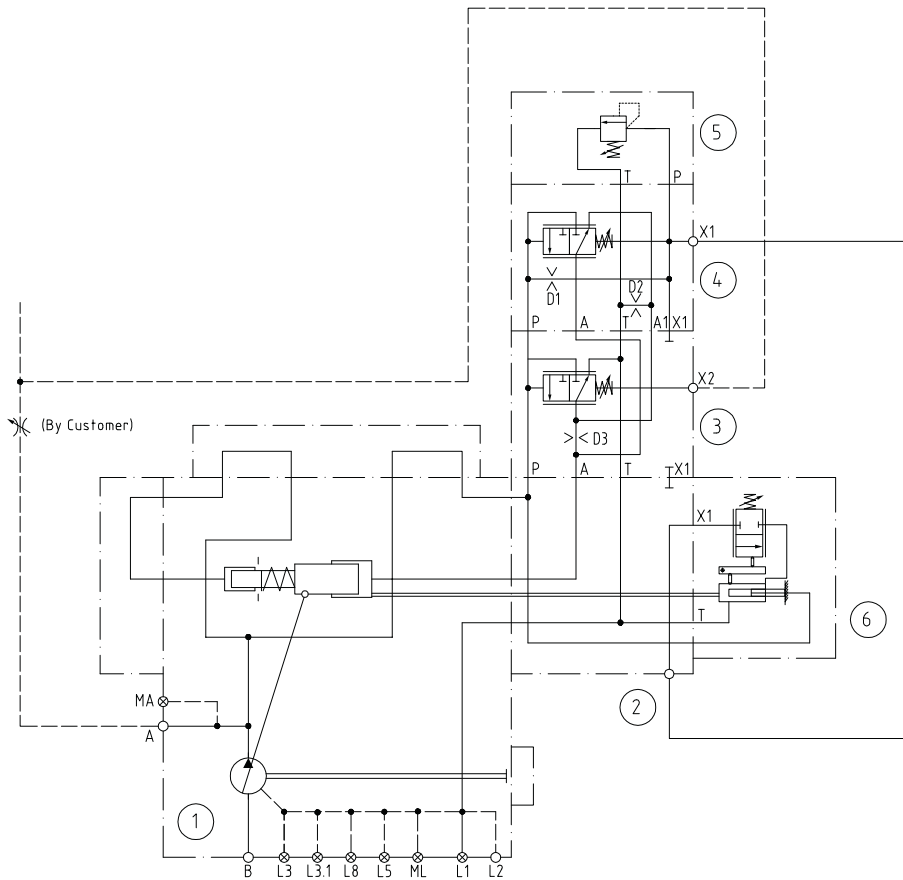 5
T P
X1
4
D1
D2
P A T A1 X1
X2
(By Customer)
3
D3
P A T X1
X1
T
6
MA
2
A
1
B L3 L3.1 L8 L5 ML L1 L2